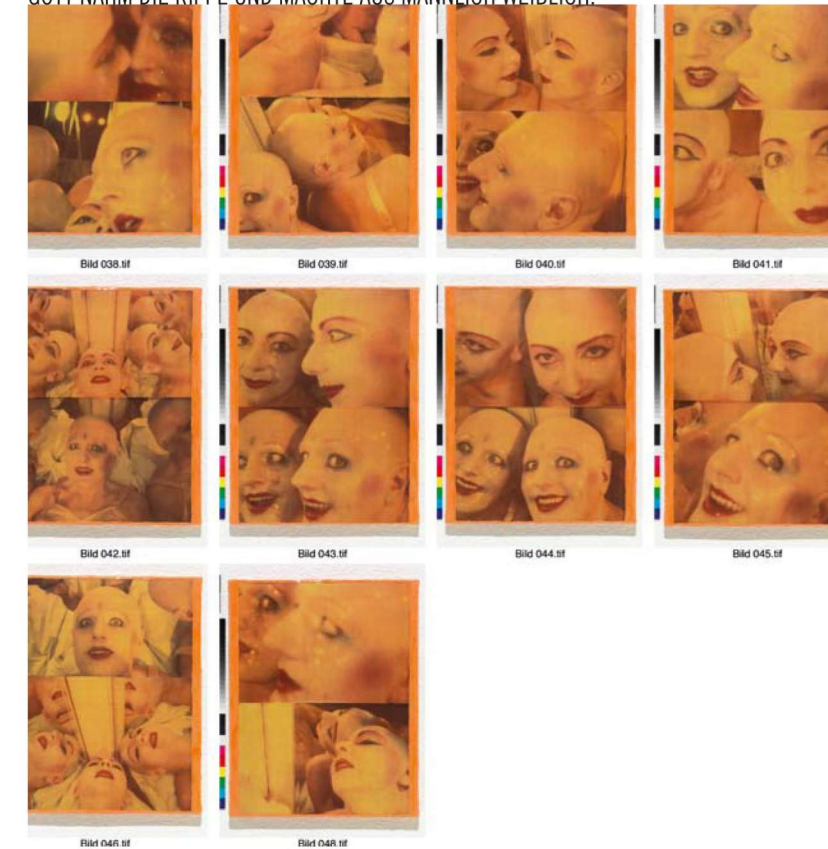 GOTT NAHM DIE RIPPE UND MACHTE AUS MÄNNLICH WEIBLICH.
Bild 038.tif
Bild 039.tif
Bild 040.tif
Bild 041.tif
Bild 042.tif
Bild 043.tif
Bild 044.tif
Bild 045.tif
Bild 046.tif
Bild 048.tif